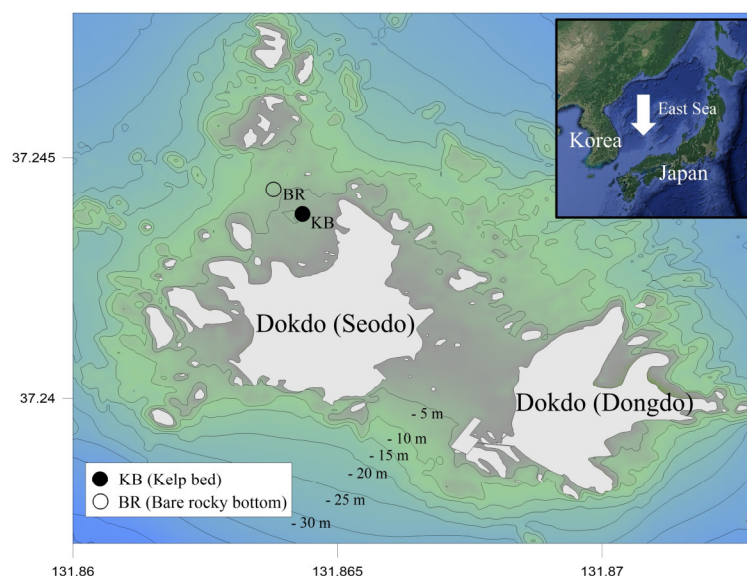 East Sea
Korea
Japan
37.245
BR
KB
Dokdo (Seodo)
37.24
Dokdo (Dongdo)
- 5 m
- 10 m
- 15 m
- 20 m
- 25 m
- 30 m
KB (Kelp bed)
BR (Bare rocky bottom)
131.86
131.865
131.87